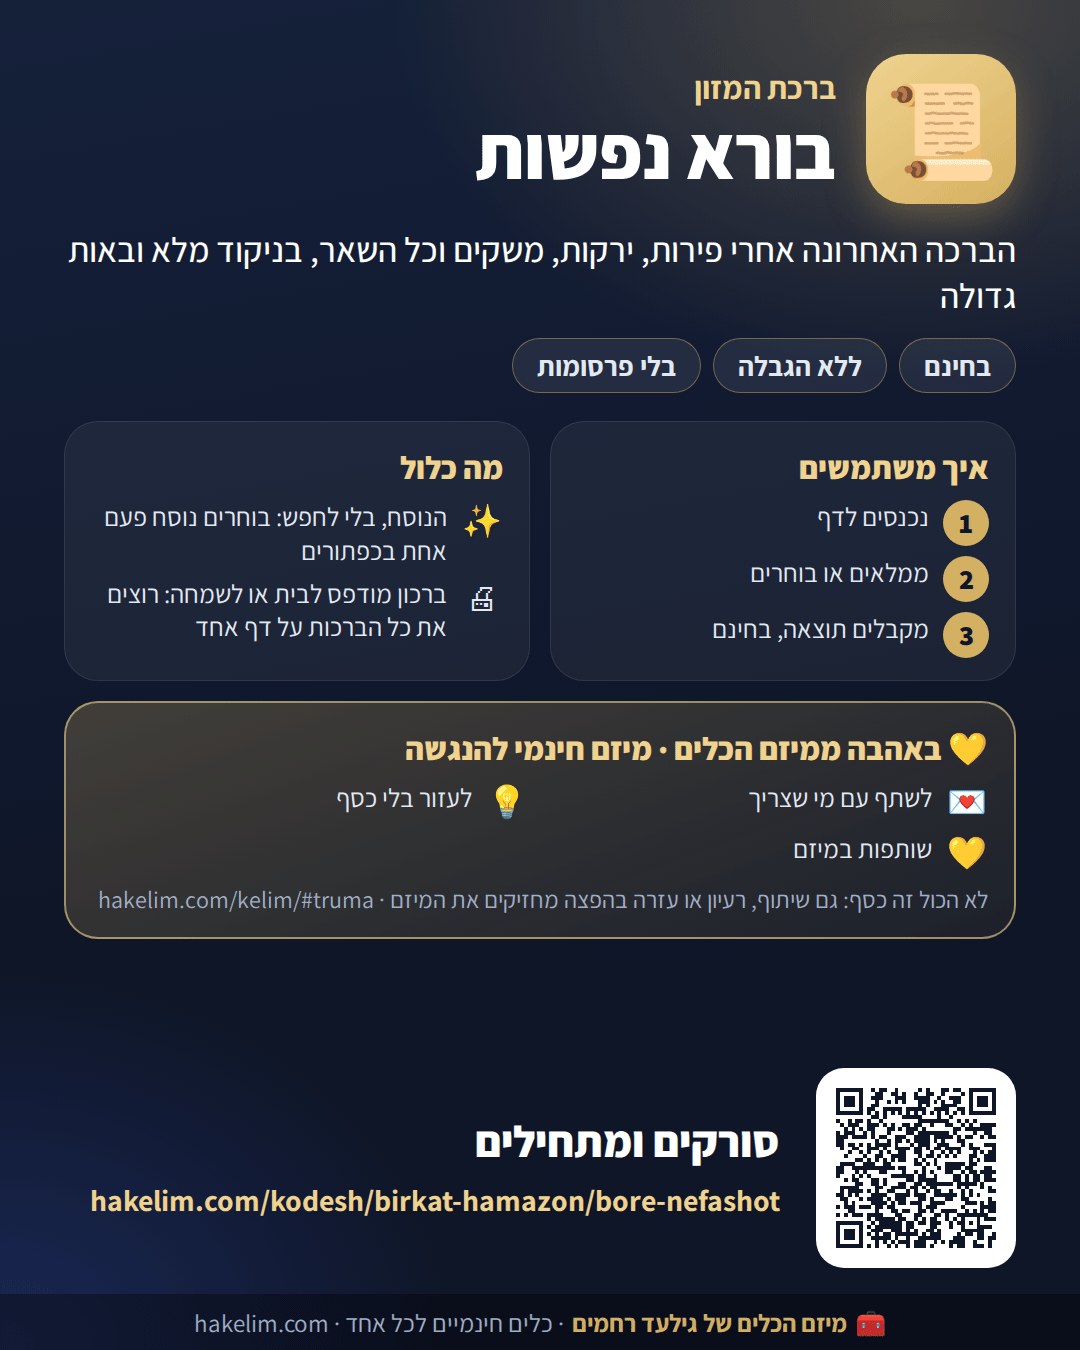 ברכת המזון
בורא נפשות
הברכה האחרונה אחרי פירות, ירקות, משקים וכל השאר, בניקוד מלא ובאות
גדולה
בחינם
ללא הגבלה
בלי פרסומות
איך משתמשים
1 נכנסים לדף
2 ממלאים או בוחרים
3 מקבלים תוצאה, בחינם
מה כלול
הנוסח, בלי לחפש: בוחרים נוסח פעם
אחת בכפתורים
ברכון מודפס לבית או לשמחה: רוצים
את כל הברכות על דף אחד
באהבה ממיזם הכלים · מיזם חינמי להנגשה
לשתף עם מי שצריך
לעזור בלי כסף
שותפות במיזם
לא הכול זה כסף: גם שיתוף, רעיון או עזרה בהפצה מחזיקים את המיזם · hakelim.com/kelim/#truma
סורקים ומתחילים
hakelim.com/kodesh/birkat-hamazon/bore-nefashot
מיזם הכלים של גילעד רחמים · כלים חינמיים לכל אחד · hakelim.com